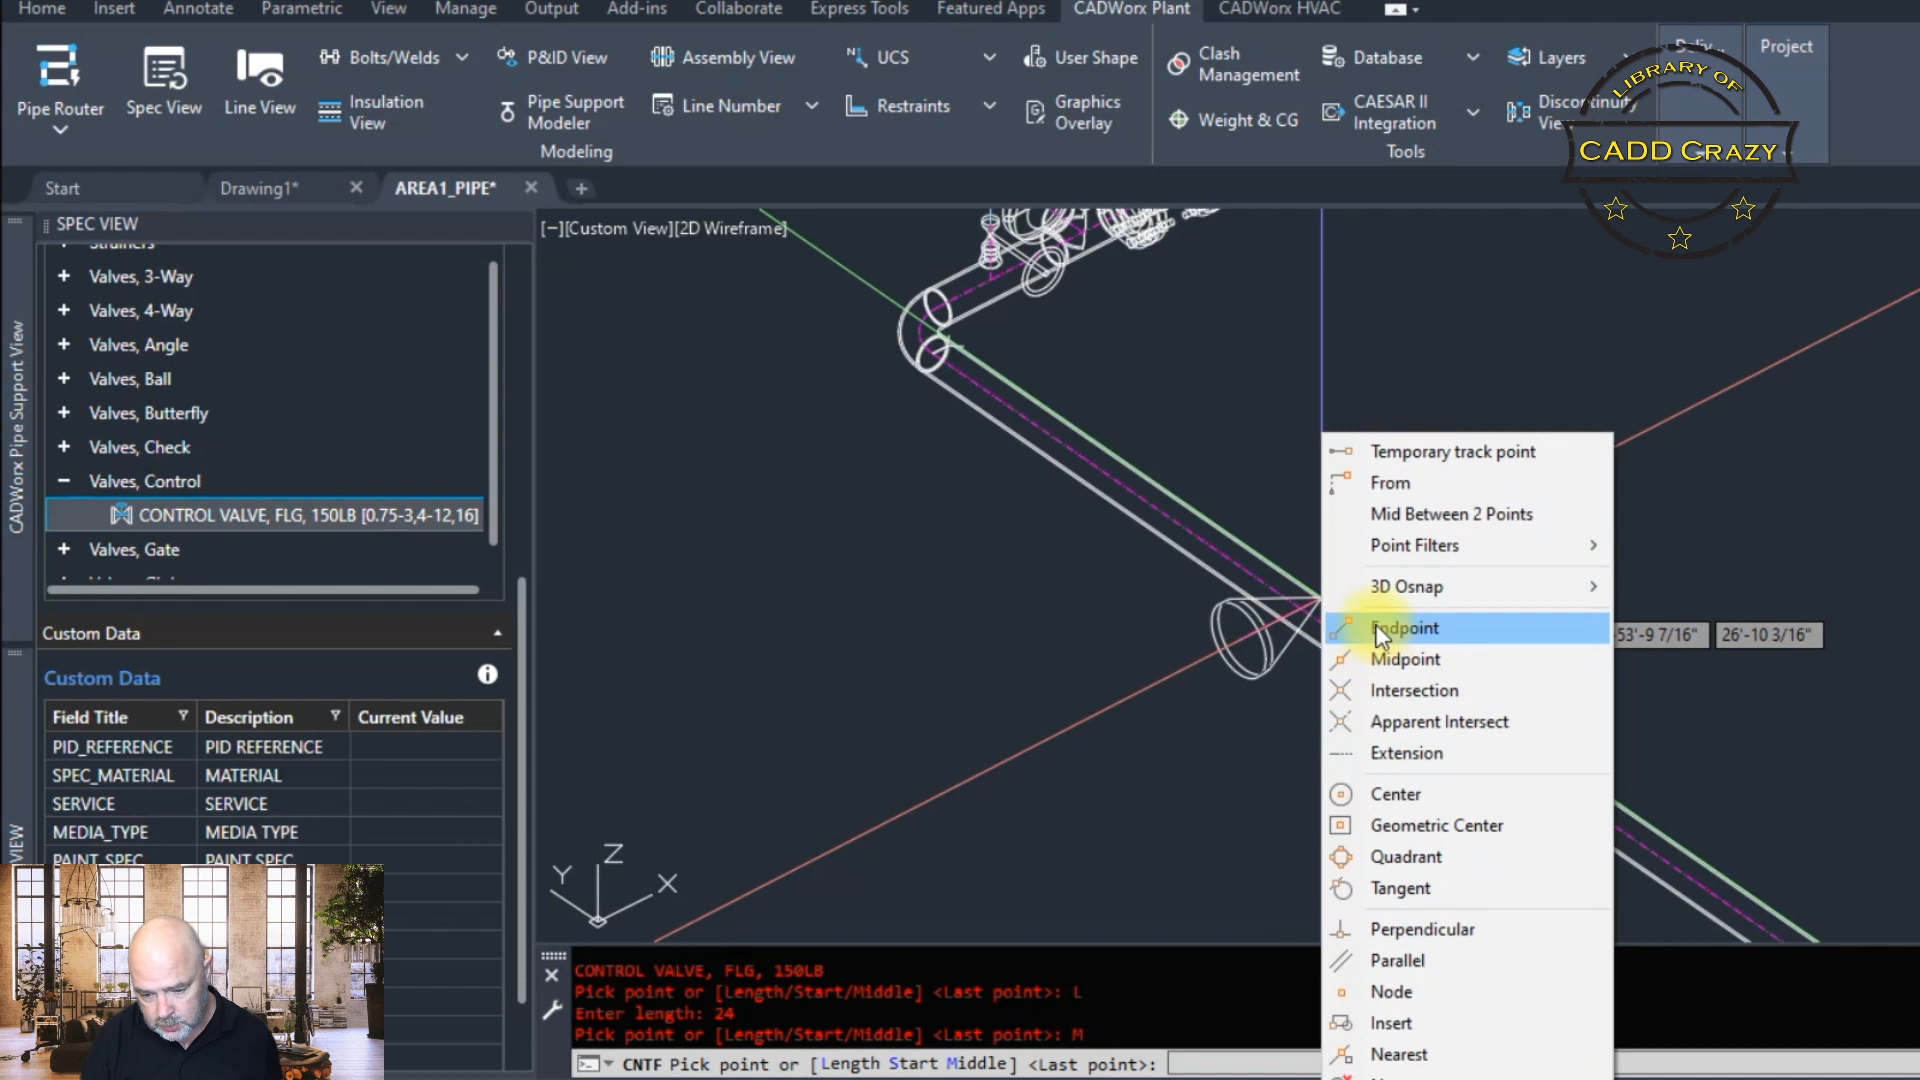 Home Insert Annotate Parametric View Manage Output Add-ins Collaborate Express Tools Featured Apps CADWorx Plant CADWorx HVAC
Pipe Router
Spec View
Line View
Bolts/Welds
Insulation
View
P&ID View
Pipe Support
Modeler
Assembly View
Line Number
UCS
Restraints
User Shape
Graphics
Overlay
Modeling
Clash
Management
Weight & CG
Database
CAESAR II
Integration
Layers
Discontinuity
Tools
Project
LIBRARY OF
CADD CRAZY
Start Drawing1* AREA1_PIPE*
SPEC VIEW
[−][Custom View][2D Wireframe]
Strainers
Valves, 3-Way
Valves, 4-Way
Valves, Angle
Valves, Ball
Valves, Butterfly
Valves, Check
Valves, Control
CONTROL VALVE, FLG, 150LB [0.75-3,4-12,16]
Valves, Gate
CADWorx Pipe Support View
Custom Data
Custom Data
Field Title Description Current Value
PID_REFERENCE PID REFERENCE
SPEC_MATERIAL MATERIAL
SERVICE SERVICE
MEDIA_TYPE MEDIA TYPE
PAINT_SPEC PAINT SPEC
VIEW
Temporary track point
From
Mid Between 2 Points
Point Filters
3D Osnap
Endpoint
Midpoint
Intersection
Apparent Intersect
Extension
Center
Geometric Center
Quadrant
Tangent
Perpendicular
Parallel
Node
Insert
Nearest
53'-9 7/16" 26'-10 3/16"
Y Z X
CONTROL VALVE, FLG, 150LB
Pick point or [Length/Start/Middle] <Last point>: L
Enter length: 24
Pick point or [Length/Start/Middle] <Last point>: M
CNTF Pick point or [Length Start Middle] <Last point>: